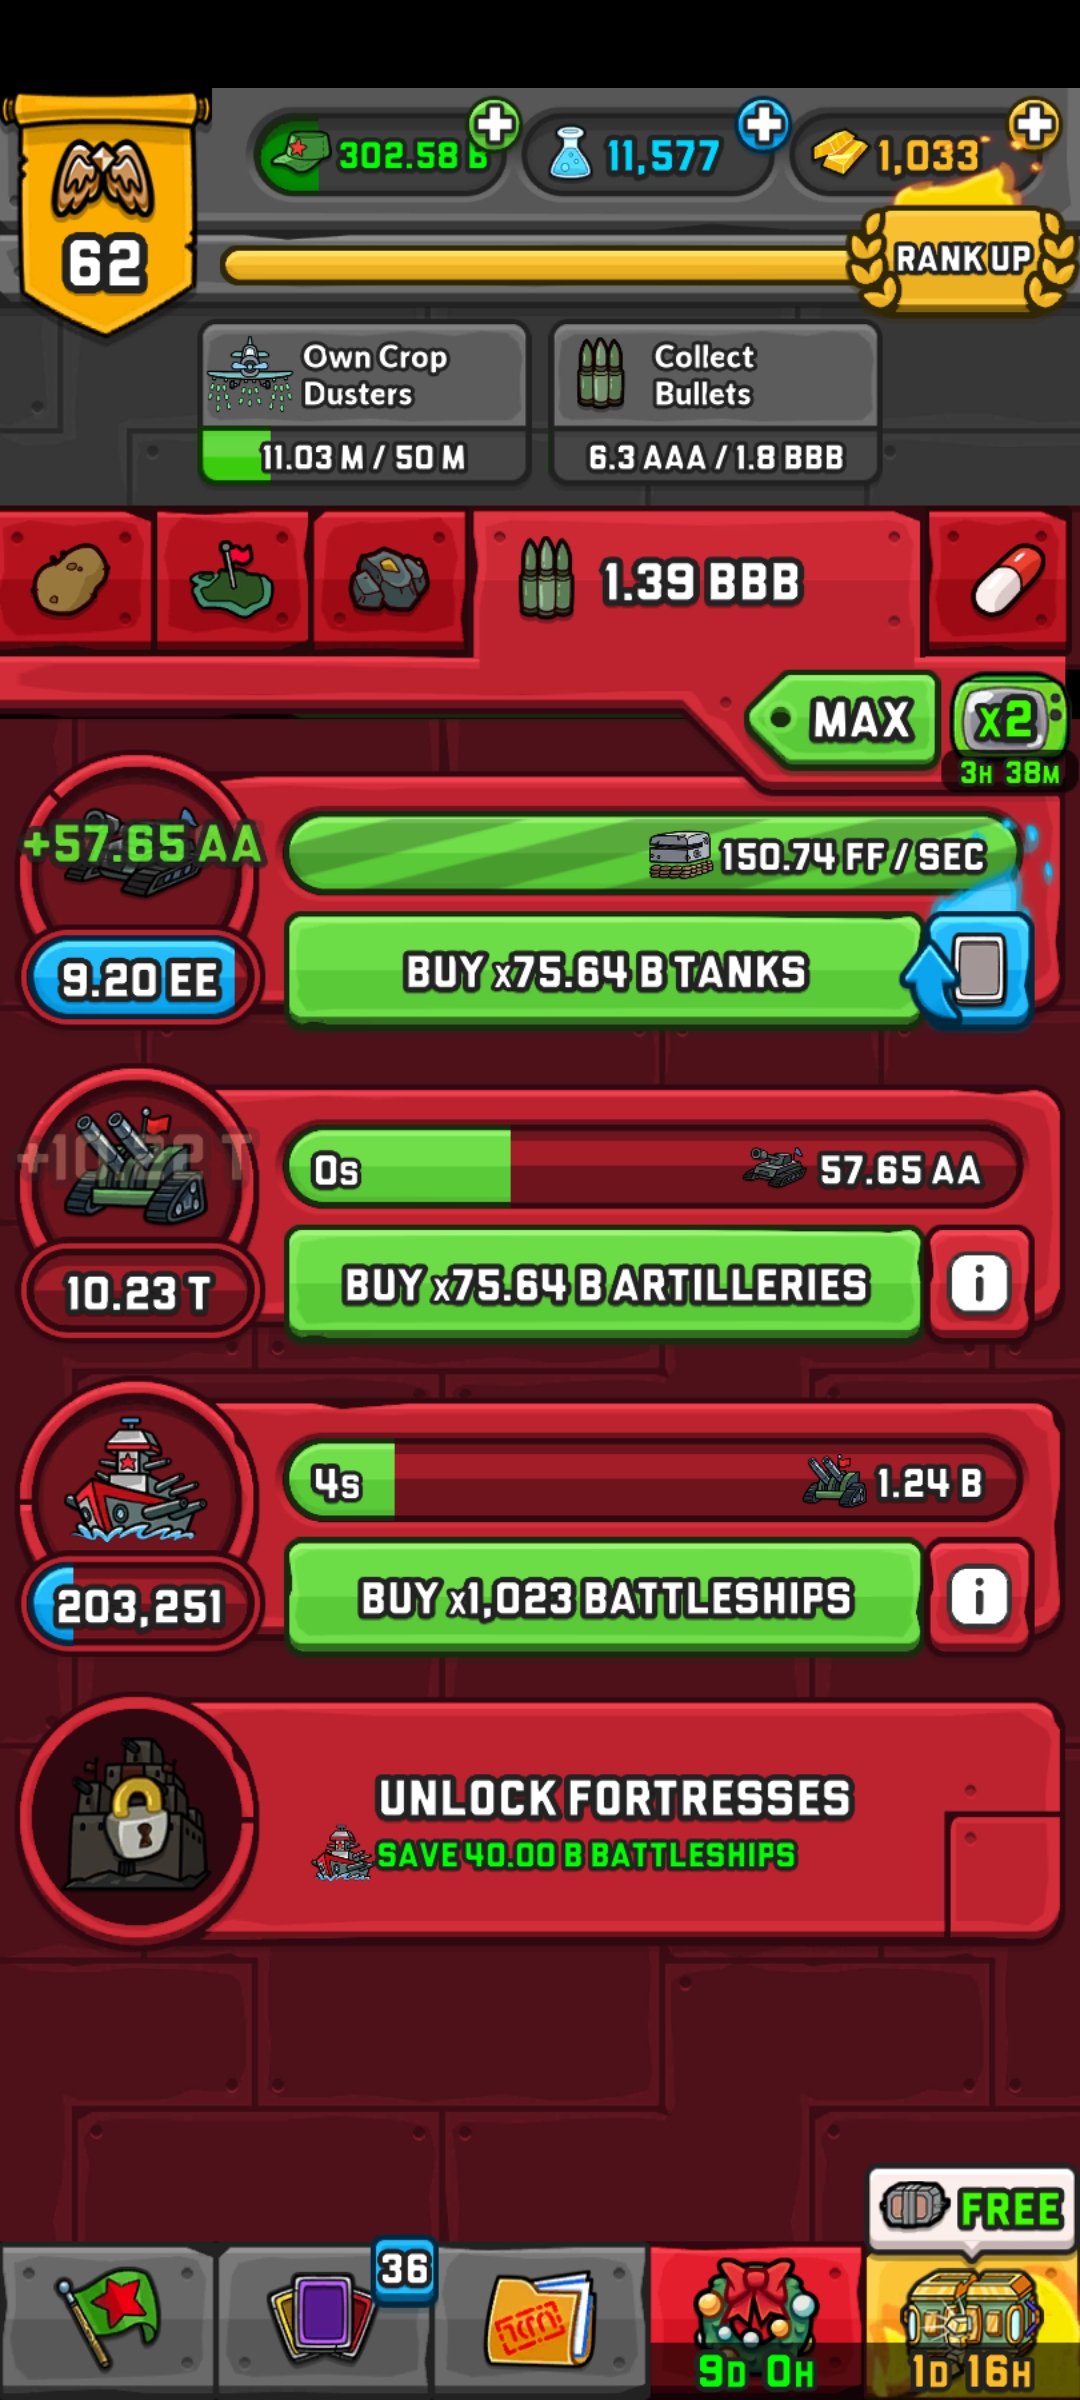 302.58 B
11,577
1,033
62
RANK UP
Own Crop
Dusters
11.03 M / 50 M
Collect
Bullets
6.3 AAA / 1.8 BBB
1.39 BBB
MAX
x2
3H 38M
+57.65 AA
150.74 FF / SEC
9.20 EE
BUY x75.64 B TANKS
+10.22 T
0s
57.65 AA
10.23 T
BUY x75.64 B ARTILLERIES
i
4s
1.24 B
203,251
BUY x1,023 BATTLESHIPS
i
UNLOCK FORTRESSES
SAVE 40.00 B BATTLESHIPS
FREE
36
9D 0H
1D 16H